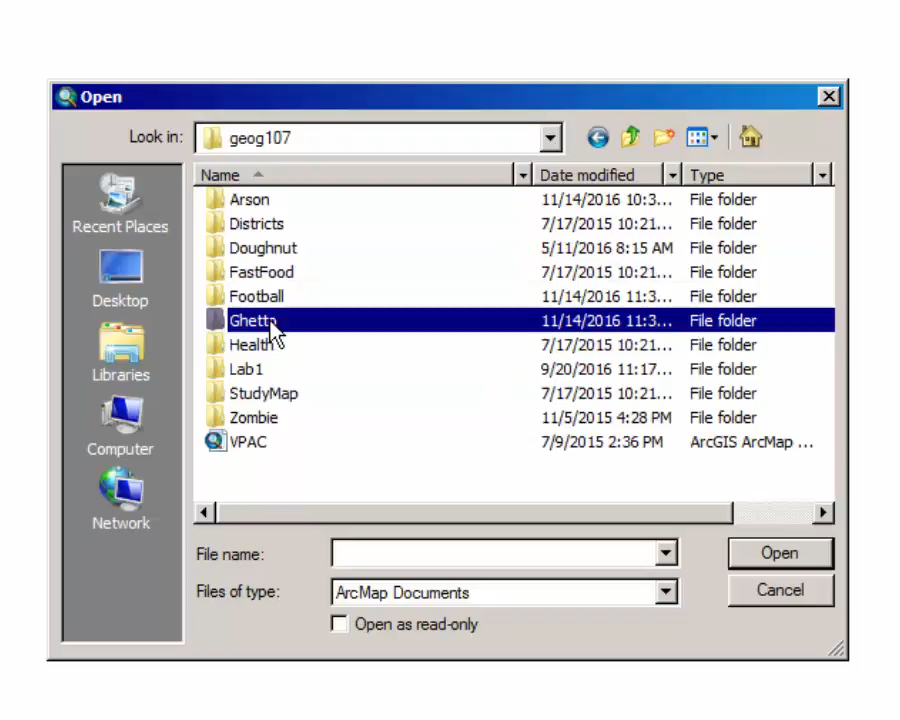 Open
Look in: geog107
Name Date modified Type
Arson 11/14/2016 10:3... File folder
Districts 7/17/2015 10:21... File folder
Doughnut 5/11/2016 8:15 AM File folder
FastFood 7/17/2015 10:21... File folder
Football 11/14/2016 11:3... File folder
Ghetto 11/14/2016 11:3... File folder
Health 7/17/2015 10:21... File folder
Lab1 9/20/2016 11:17... File folder
StudyMap 7/17/2015 10:21... File folder
Zombie 11/5/2015 4:28 PM File folder
VPAC 7/9/2015 2:36 PM ArcGIS ArcMap ...
Recent Places
Desktop
Libraries
Computer
Network
File name: Open
Files of type: ArcMap Documents Cancel
Open as read-only